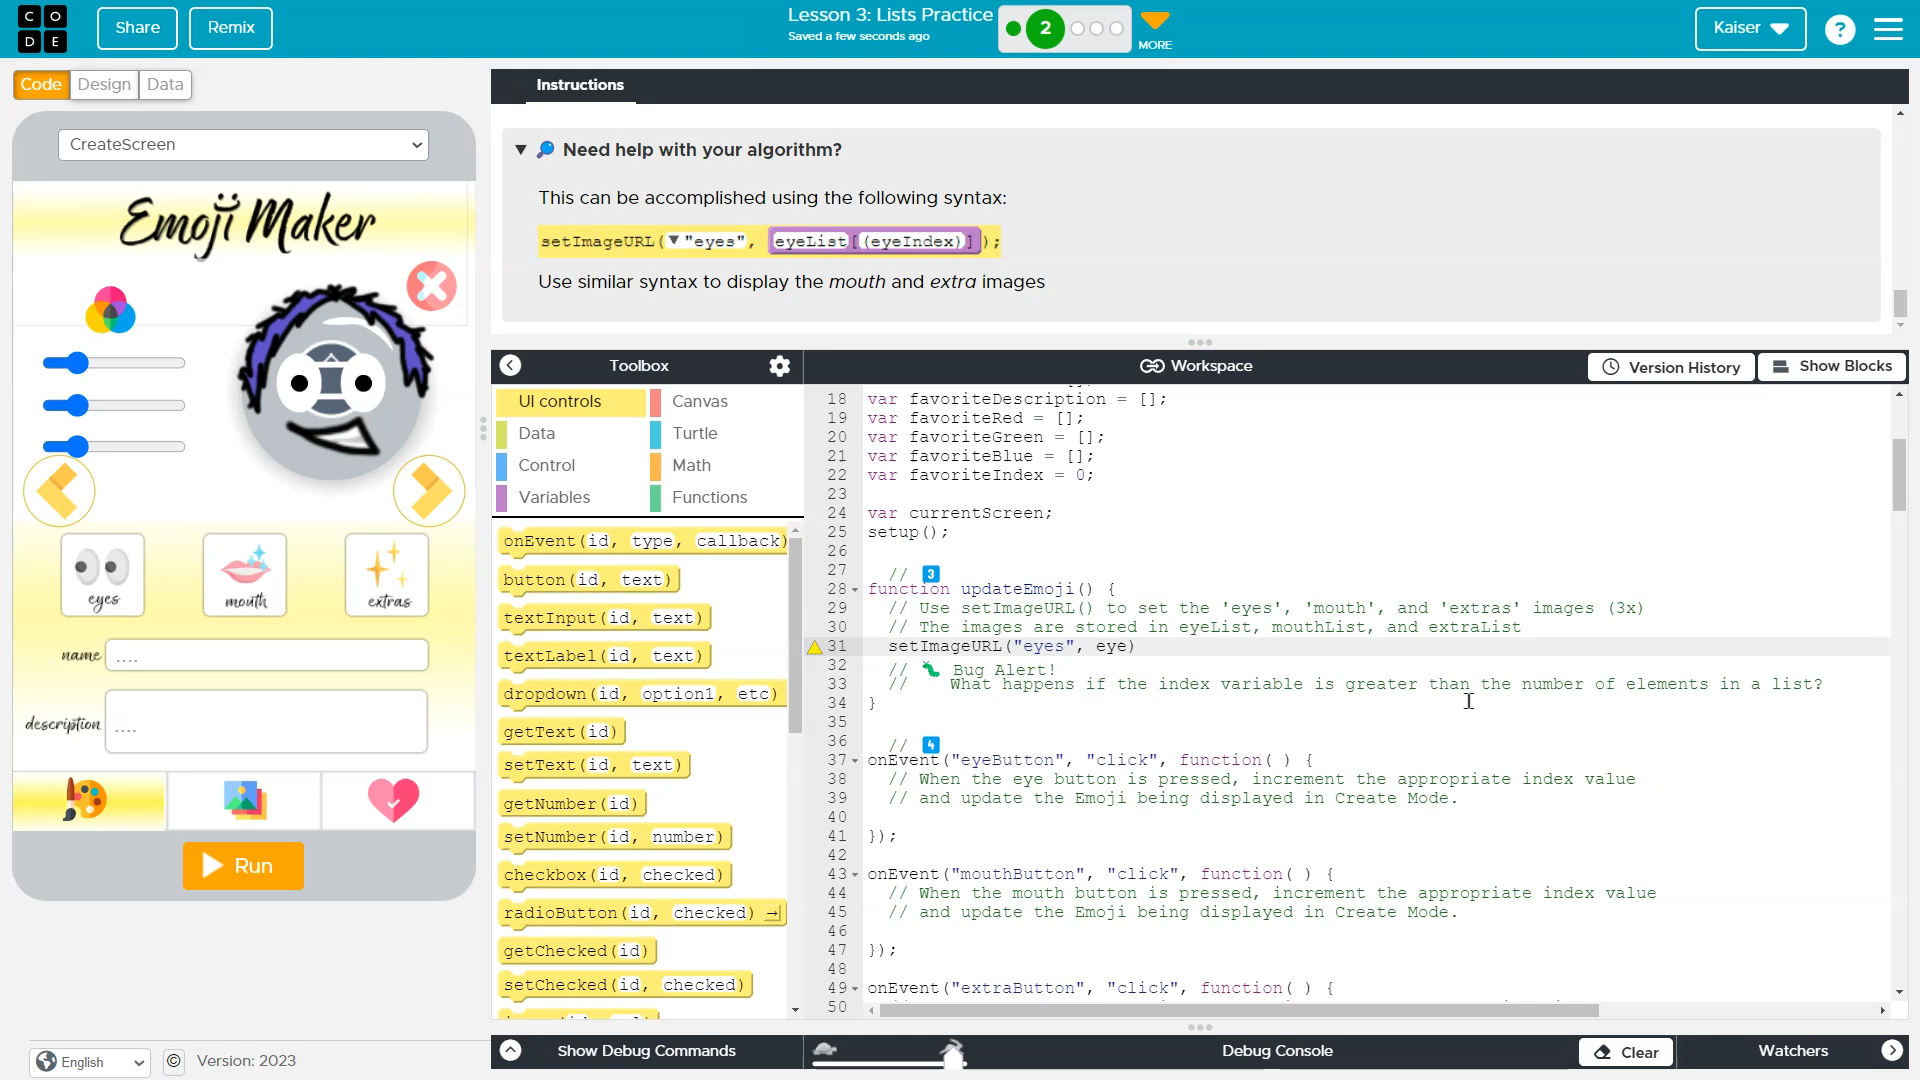 C O
D E
Share
Remix
Lesson 3: Lists Practice
Saved a few seconds ago
2
MORE
Kaiser
?
Code Design Data
CreateScreen
Emoji Maker
eyes
mouth
extras
name
....
description
....
Run
English
©
Version: 2023
Instructions
Need help with your algorithm?
This can be accomplished using the following syntax:
setImageURL(▼"eyes", eyeList[(eyeIndex)]);
Use similar syntax to display the mouth and extra images
Toolbox
Workspace
Version History
Show Blocks
UI controls
Canvas
Data
Turtle
Control
Math
Variables
Functions
onEvent(id, type, callback)
button(id, text)
textInput(id, text)
textLabel(id, text)
dropdown(id, option1, etc)
getText(id)
setText(id, text)
getNumber(id)
setNumber(id, number)
checkbox(id, checked)
radioButton(id, checked)
getChecked(id)
setChecked(id, checked)
18 var favoriteDescription = [];
19 var favoriteRed = [];
20 var favoriteGreen = [];
21 var favoriteBlue = [];
22 var favoriteIndex = 0;
23
24 var currentScreen;
25 setup();
26
27 // 3
28 function updateEmoji() {
29 // Use setImageURL() to set the 'eyes', 'mouth', and 'extras' images (3x)
30 // The images are stored in eyeList, mouthList, and extraList
31 setImageURL("eyes", eye)
32 // 🐛 Bug Alert!
33 // What happens if the index variable is greater than the number of elements in a list?
34 }
35
36 // 4
37 onEvent("eyeButton", "click", function( ) {
38 // When the eye button is pressed, increment the appropriate index value
39 // and update the Emoji being displayed in Create Mode.
40
41 });
42
43 onEvent("mouthButton", "click", function( ) {
44 // When the mouth button is pressed, increment the appropriate index value
45 // and update the Emoji being displayed in Create Mode.
46
47 });
48
49 onEvent("extraButton", "click", function( ) {
50
Show Debug Commands
Debug Console
Clear
Watchers